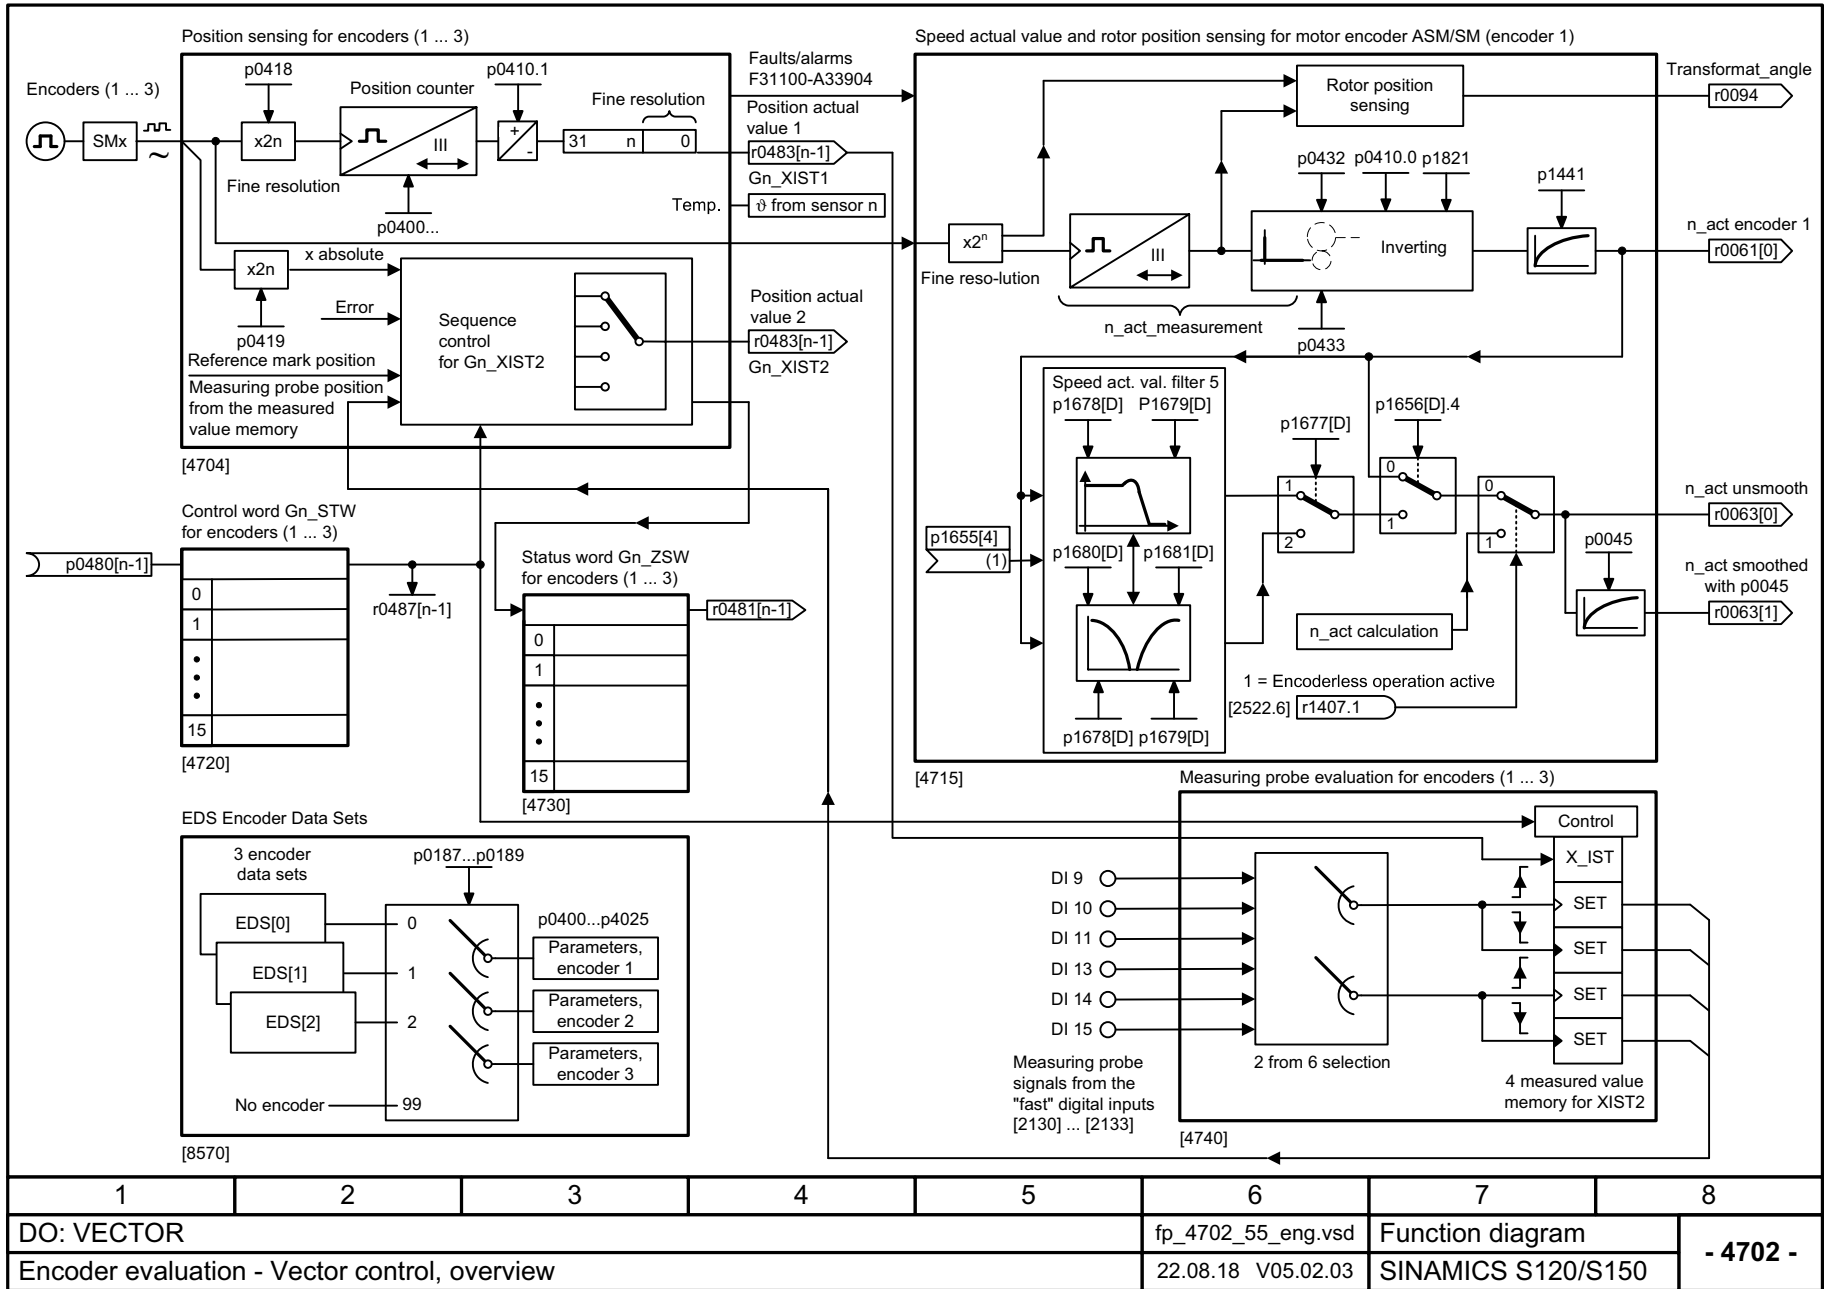 Position sensing for encoders (1 ... 3)
Encoders (1 ... 3)
SMx
~
p0418
x2n
Fine resolution
Position counter
III
p0400...
p0410.1
+
-
Fine resolution
31 n 0
Faults/alarms
F31100-A33904
Position actual
value 1
r0483[n-1]
Gn_XIST1
Temp.
ϑ from sensor n
x2n
p0419
x absolute
Error
Reference mark position
Measuring probe position
from the measured
value memory
Sequence
control
for Gn_XIST2
Position actual
value 2
r0483[n-1]
Gn_XIST2
[4704]
Speed actual value and rotor position sensing for motor encoder ASM/SM (encoder 1)
Rotor position
sensing
Transformat_angle
r0094
x2ⁿ
Fine reso-lution
III
n_act_measurement
p0432 p0410.0 p1821
Inverting
p0433
p1441
n_act encoder 1
r0061[0]
Speed act. val. filter 5
p1678[D] P1679[D]
p1680[D] p1681[D]
p1678[D] p1679[D]
p1655[4]
(1)
p1677[D]
1
2
p1656[D].4
0
1
0
1
n_act unsmooth
r0063[0]
p0045
n_act smoothed
with p0045
r0063[1]
n_act calculation
1 = Encoderless operation active
[2522.6] r1407.1
[4715]
Control word Gn_STW
for encoders (1 ... 3)
p0480[n-1]
0
1
15
[4720]
r0487[n-1]
Status word Gn_ZSW
for encoders (1 ... 3)
0
1
15
[4730]
r0481[n-1]
EDS Encoder Data Sets
3 encoder
data sets
EDS[0]
EDS[1]
EDS[2]
No encoder
p0187...p0189
0
1
2
99
p0400...p4025
Parameters,
encoder 1
Parameters,
encoder 2
Parameters,
encoder 3
[8570]
Measuring probe evaluation for encoders (1 ... 3)
DI 9
DI 10
DI 11
DI 13
DI 14
DI 15
Measuring probe
signals from the
"fast" digital inputs
[2130] ... [2133]
2 from 6 selection
Control
X_IST
SET
SET
SET
SET
4 measured value
memory for XIST2
[4740]
1 2 3 4 5 6 7 8
DO: VECTOR
fp_4702_55_eng.vsd
Function diagram
- 4702 -
Encoder evaluation - Vector control, overview
22.08.18 V05.02.03
SINAMICS S120/S150